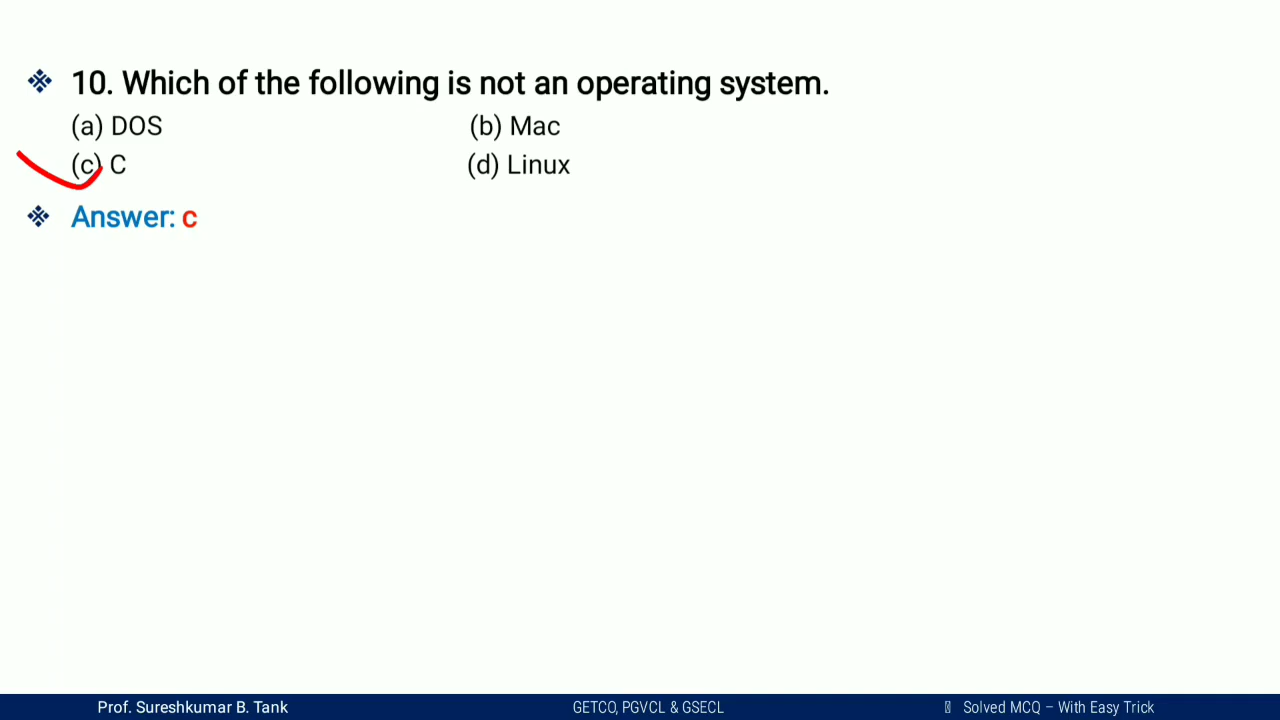 10. Which of the following is not an operating system.
(a) DOS (b) Mac
(c) C (d) Linux
Answer: c
Prof. Sureshkumar B. Tank GETCO, PGVCL & GSECL Solved MCQ – With Easy Trick